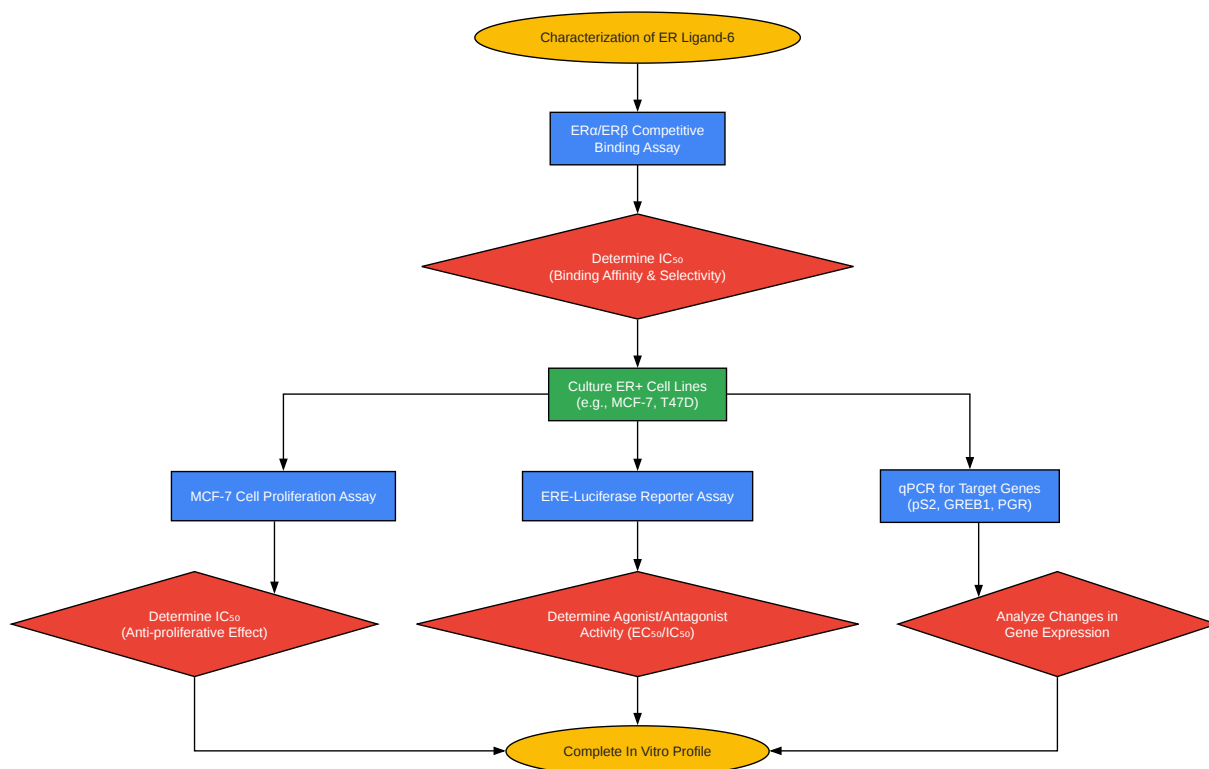 Characterization of ER Ligand-6
ERα/ERβ Competitive
Binding Assay
Determine IC₅₀
(Binding Affinity & Selectivity)
Culture ER+ Cell Lines
(e.g., MCF-7, T47D)
MCF-7 Cell Proliferation Assay
ERE-Luciferase Reporter Assay
qPCR for Target Genes
(pS2, GREB1, PGR)
Determine IC₅₀
(Anti-proliferative Effect)
Determine Agonist/Antagonist
Activity (EC₅₀/IC₅₀)
Analyze Changes in
Gene Expression
Complete In Vitro Profile